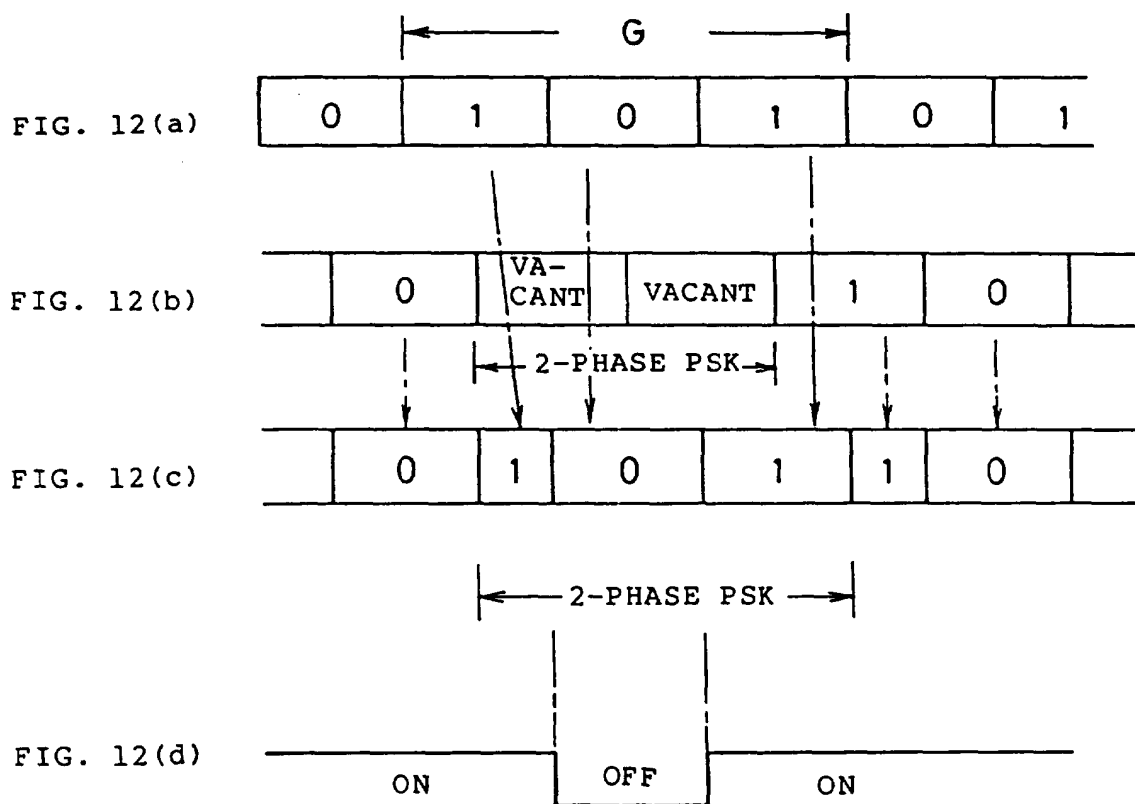 G
FIG. 12(a) 0 1 0 1 0 1
FIG. 12(b) 0 VA-
CANT VACANT 1 0
2-PHASE PSK
FIG. 12(c) 0 1 0 1 1 0
2-PHASE PSK
FIG. 12(d) ON OFF ON